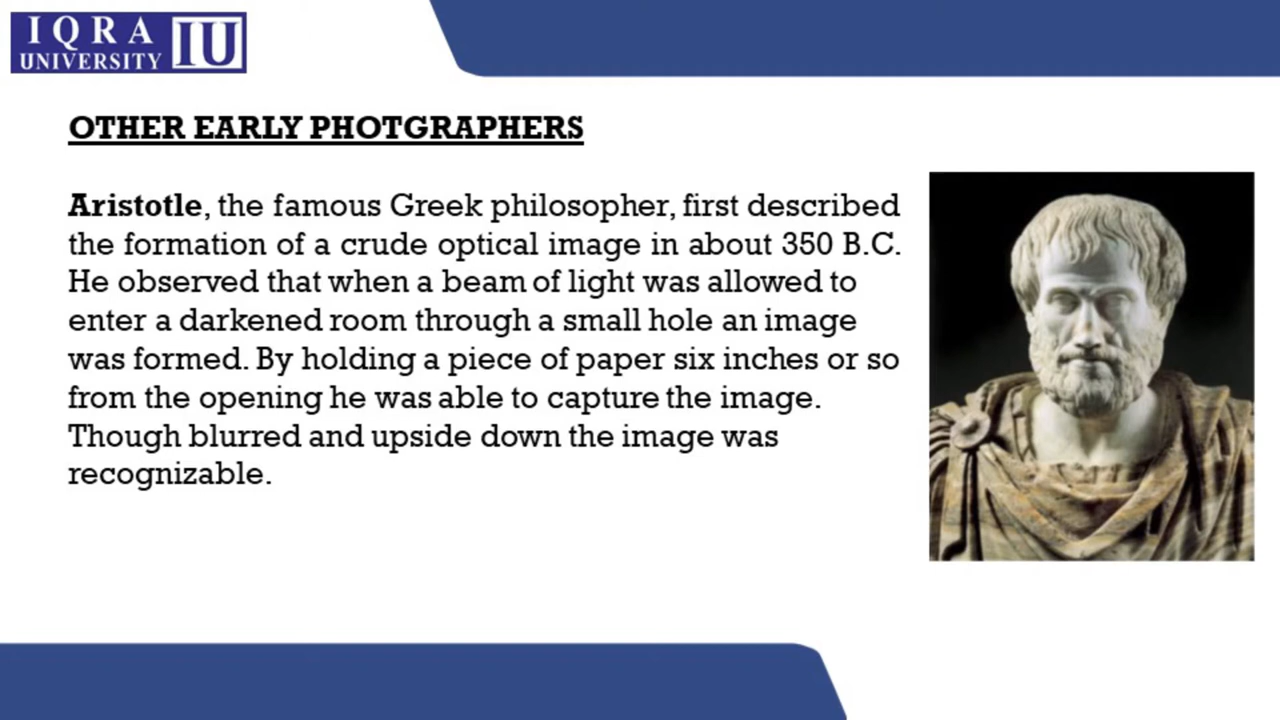 IQRA
UNIVERSITY IU
OTHER EARLY PHOTGRAPHERS
Aristotle, the famous Greek philosopher, first described
the formation of a crude optical image in about 350 B.C.
He observed that when a beam of light was allowed to
enter a darkened room through a small hole an image
was formed. By holding a piece of paper six inches or so
from the opening he was able to capture the image.
Though blurred and upside down the image was
recognizable.